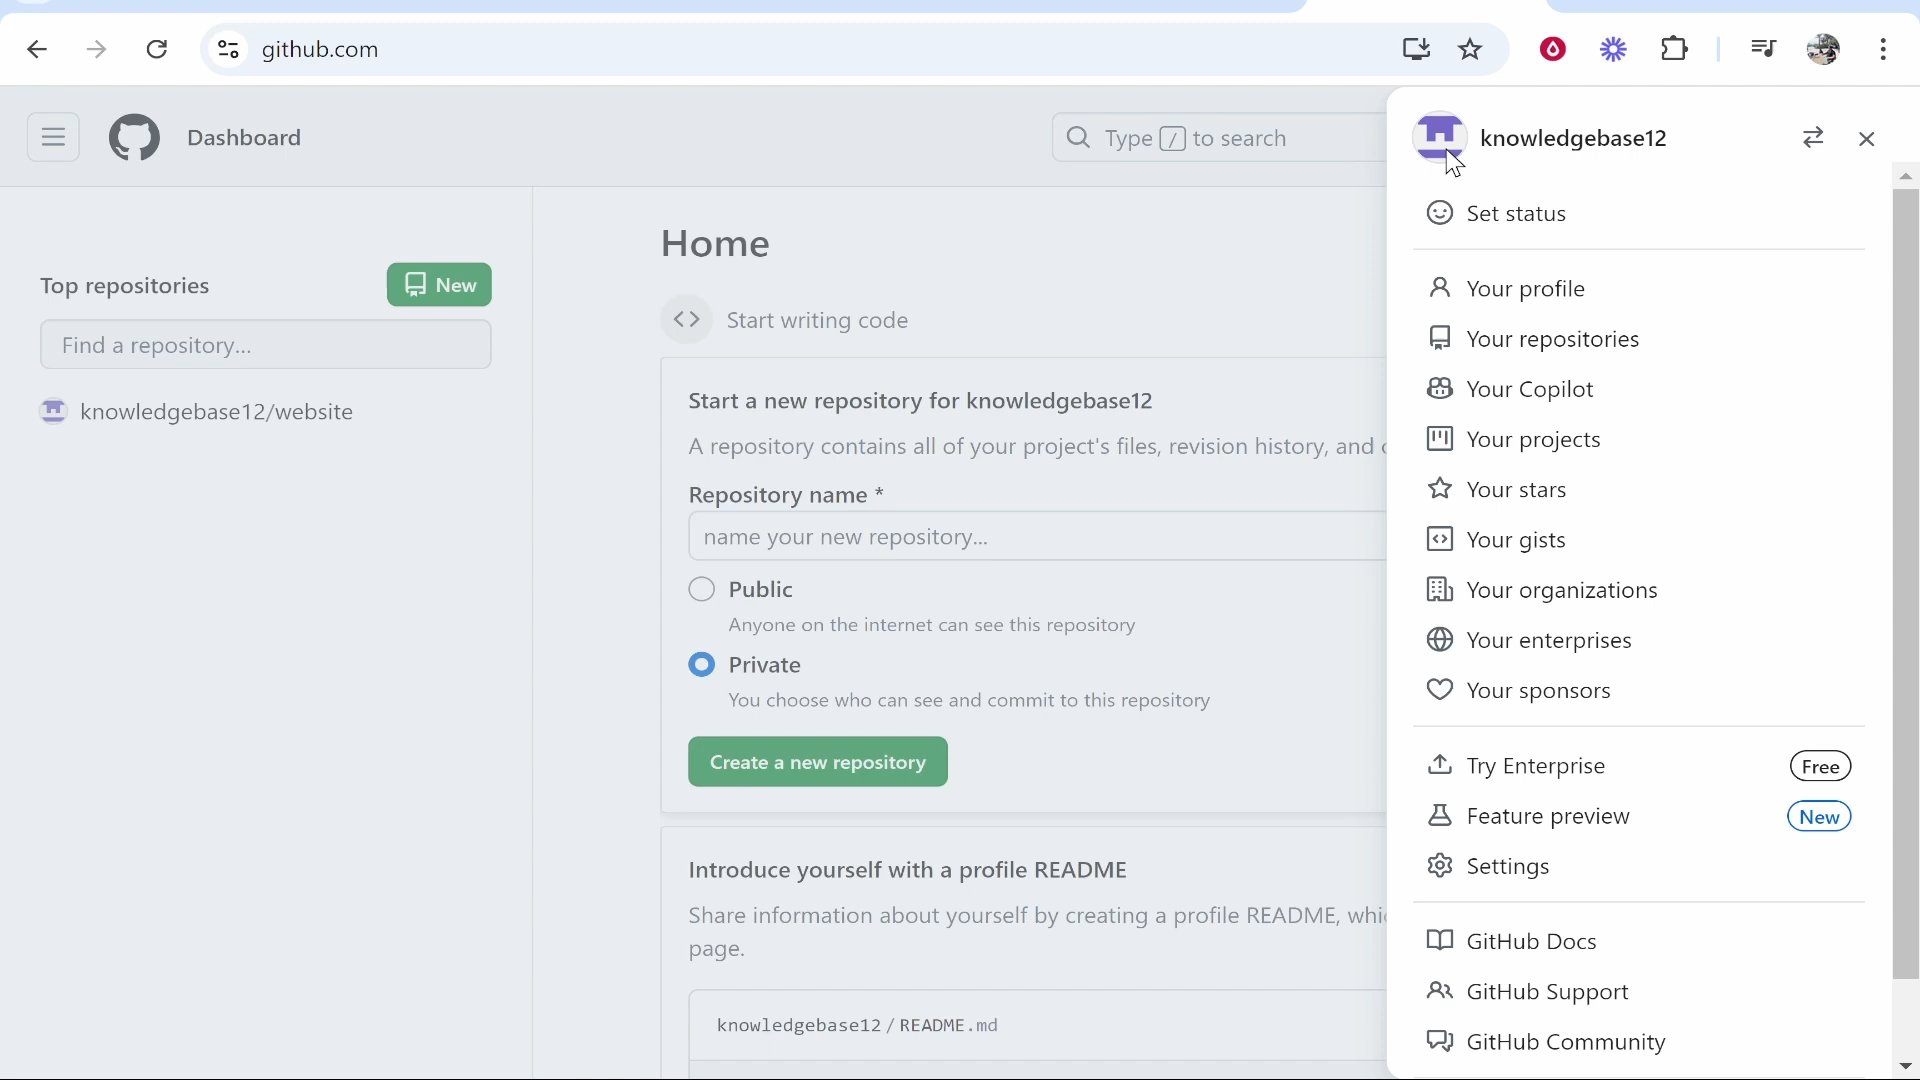 github.com
Dashboard
Type / to search
Top repositories
New
Find a repository...
knowledgebase12/website
Home
Start writing code
Start a new repository for knowledgebase12
A repository contains all of your project's files, revision history, and
Repository name *
name your new repository...
Public
Anyone on the internet can see this repository
Private
You choose who can see and commit to this repository
Create a new repository
Introduce yourself with a profile README
Share information about yourself by creating a profile README,
page.
knowledgebase12 / README.md
knowledgebase12
Set status
Your profile
Your repositories
Your Copilot
Your projects
Your stars
Your gists
Your organizations
Your enterprises
Your sponsors
Try Enterprise Free
Feature preview New
Settings
GitHub Docs
GitHub Support
GitHub Community